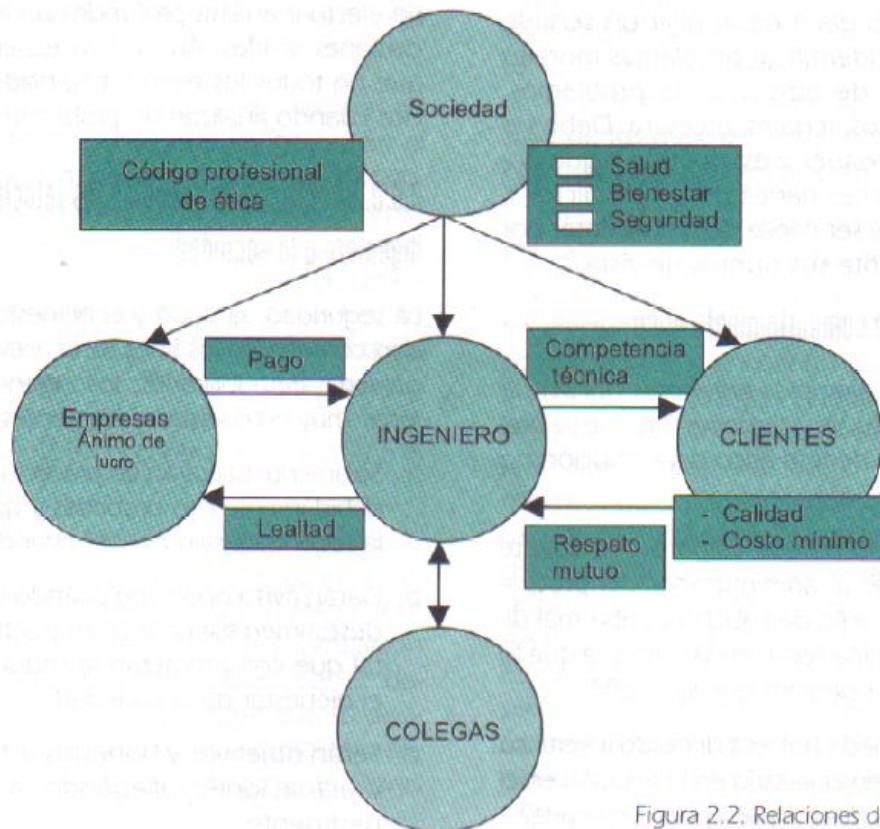 Sociedad
Código profesional
de ética
Salud
Bienestar
Seguridad
Pago
Competencia
técnica
Empresas
Ánimo de
lucro
INGENIERO
CLIENTES
Lealtad
Respeto
mutuo
- Calidad
- Costo mínimo
COLEGAS
Figura 2.2. Relaciones d